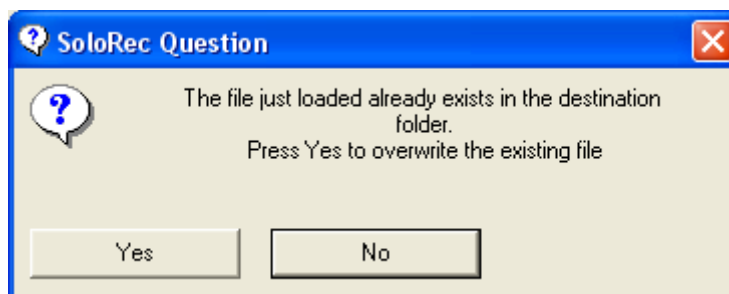 SoloRec Question
The file just loaded already exists in the destination
folder.
Press Yes to overwrite the existing file
Yes
No